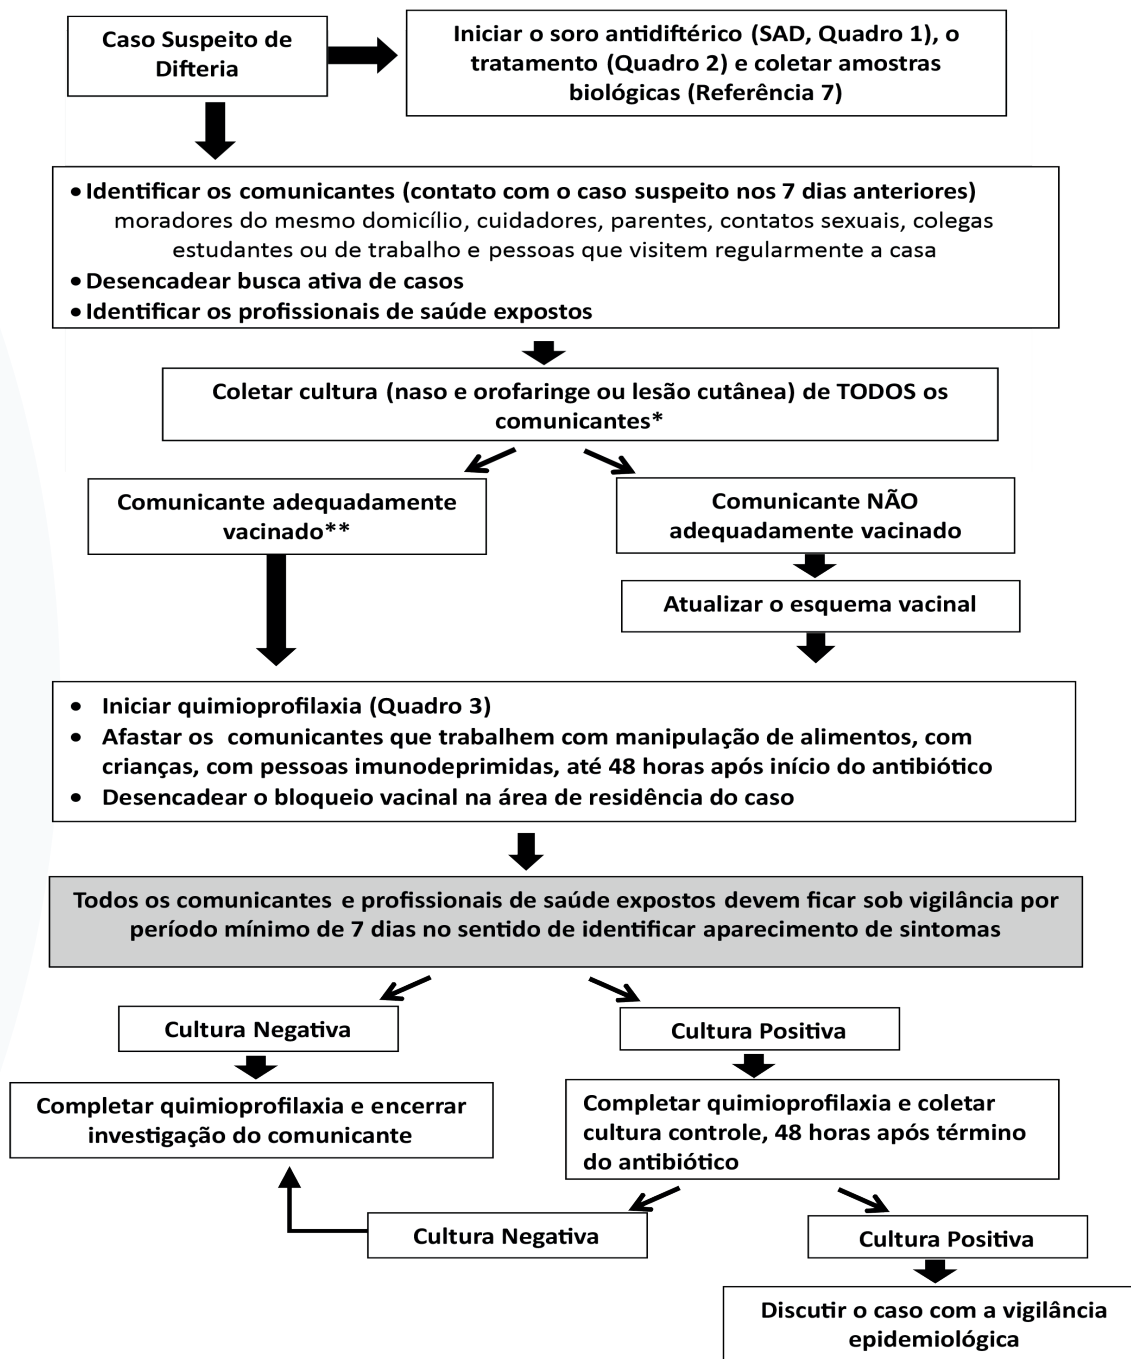 Caso Suspeito de
Difteria
Iniciar o soro antidiftérico (SAD, Quadro 1), o
tratamento (Quadro 2) e coletar amostras
biológicas (Referência 7)
• Identificar os comunicantes (contato com o caso suspeito nos 7 dias anteriores)
moradores do mesmo domicílio, cuidadores, parentes, contatos sexuais, colegas
estudantes ou de trabalho e pessoas que visitem regularmente a casa
• Desencadear busca ativa de casos
• Identificar os profissionais de saúde expostos
Coletar cultura (naso e orofaringe ou lesão cutânea) de TODOS os
comunicantes*
Comunicante adequadamente
vacinado**
Comunicante NÃO
adequadamente vacinado
Atualizar o esquema vacinal
• Iniciar quimioprofilaxia (Quadro 3)
• Afastar os comunicantes que trabalhem com manipulação de alimentos, com
crianças, com pessoas imunodeprimidas, até 48 horas após início do antibiótico
• Desencadear o bloqueio vacinal na área de residência do caso
Todos os comunicantes e profissionais de saúde expostos devem ficar sob vigilância por
período mínimo de 7 dias no sentido de identificar aparecimento de sintomas
Cultura Negativa
Cultura Positiva
Completar quimioprofilaxia e encerrar
investigação do comunicante
Completar quimioprofilaxia e coletar
cultura controle, 48 horas após término
do antibiótico
Cultura Negativa
Cultura Positiva
Discutir o caso com a vigilância
epidemiológica